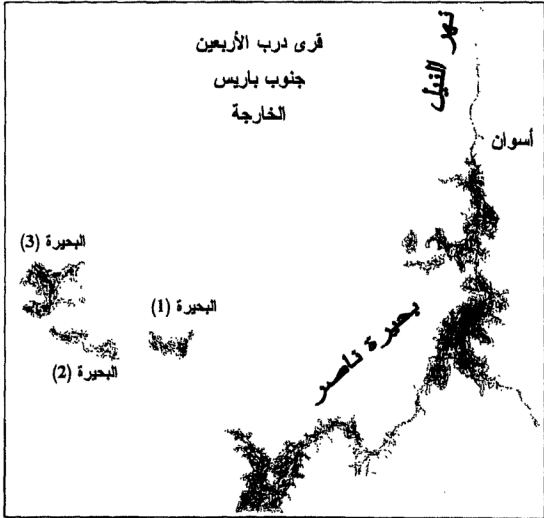 قرى درب الأربعين
جنوب باريس
الخارجة
نهر النيل
أسوان
البحيرة (3)
البحيرة (1)
البحيرة (2)
بحيرة ناصر